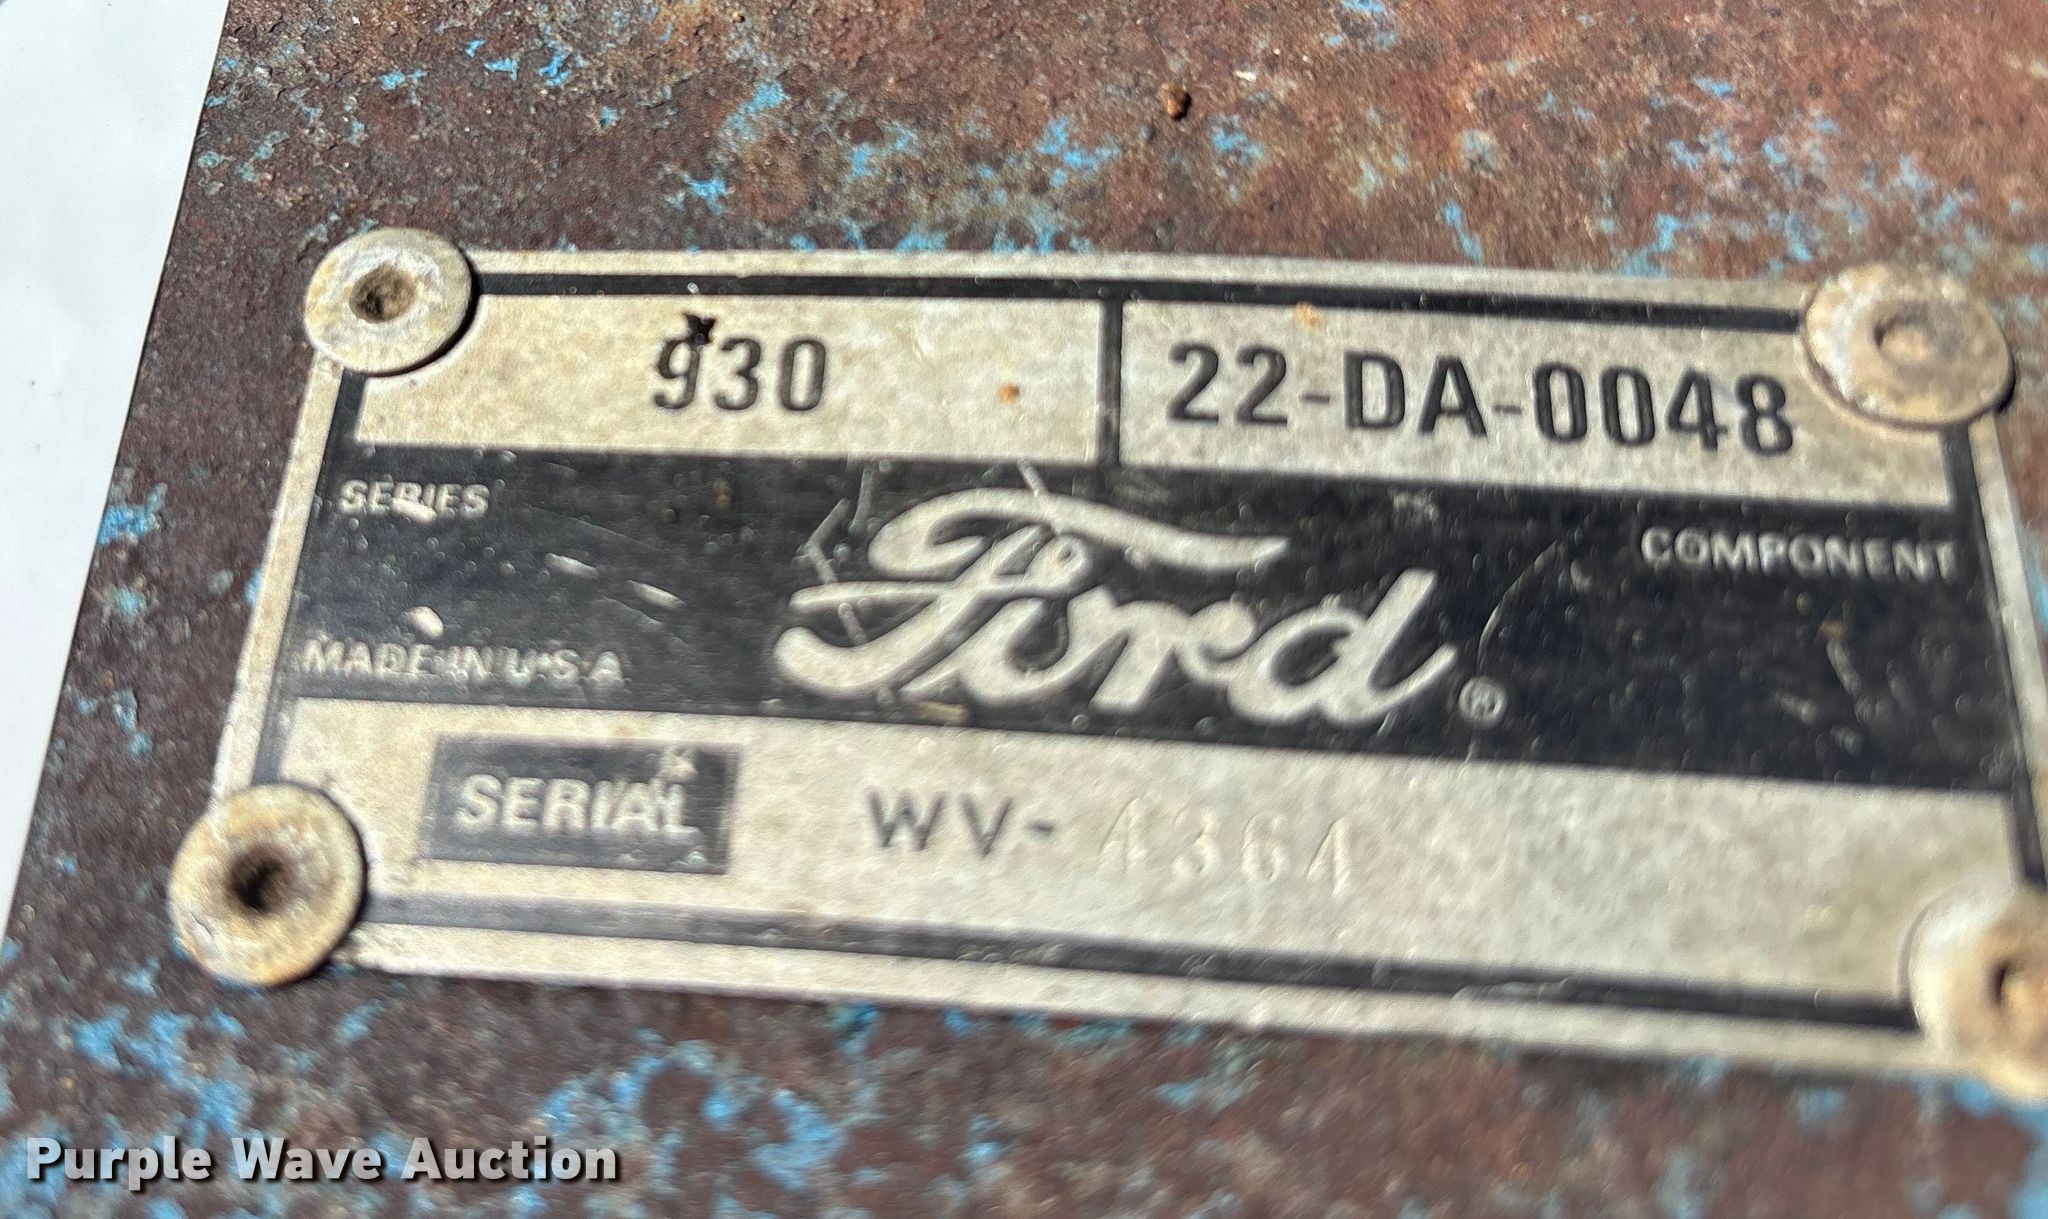 930 22-DA-0048
SERIES
COMPONENT
Ford ®
MADE IN U.S.A.
SERIAL WV-4364
Purple Wave Auction